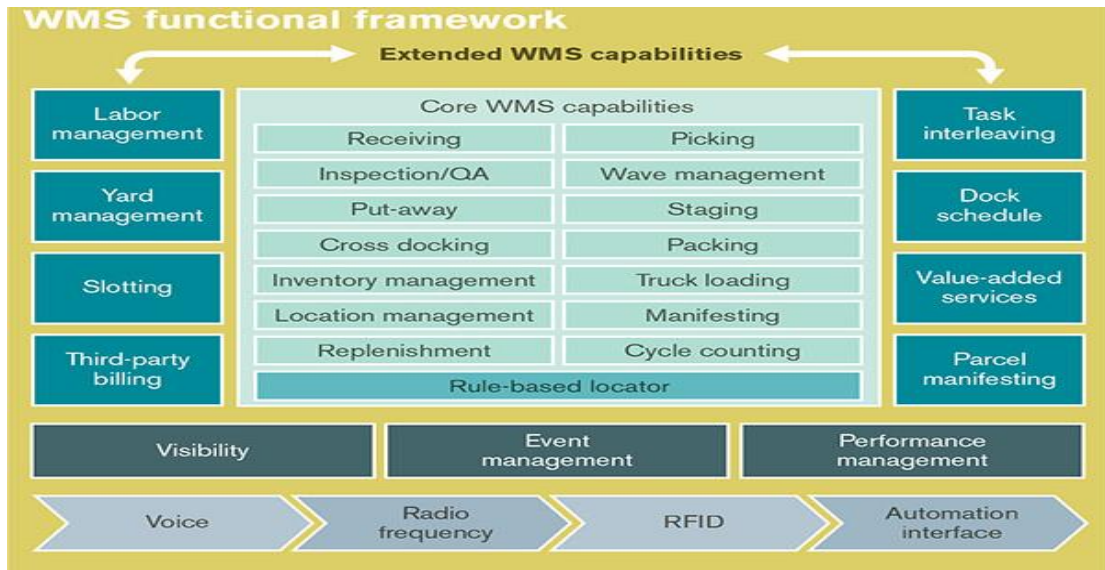 WMS functional framework
Extended WMS capabilities
Labor
management
Yard
management
Slotting
Third-party
billing
Core WMS capabilities
Receiving
Picking
Inspection/QA
Wave management
Put-away
Staging
Cross docking
Packing
Inventory management
Truck loading
Location management
Manifesting
Replenishment
Cycle counting
Rule-based locator
Task
interleaving
Dock
schedule
Value-added
services
Parcel
manifesting
Visibility
Event
management
Performance
management
Voice
Radio
frequency
RFID
Automation
interface